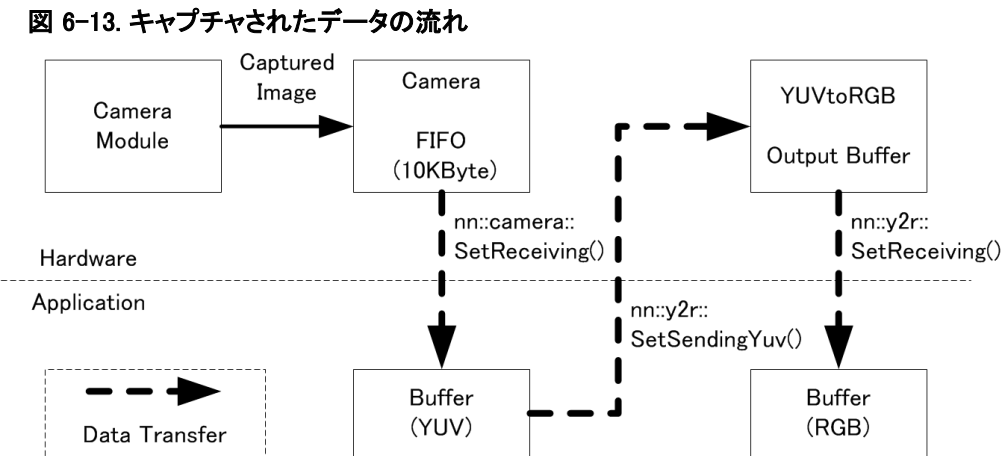 図 6-13. キャプチャされたデータの流れ
Camera
Module
Captured
Image
Camera
FIFO
(10KByte)
YUVtoRGB
Output Buffer
nn::camera::
SetReceiving()
nn::y2r::
SetReceiving()
Hardware
Application
nn::y2r::
SetSendingYuv()
Data Transfer
Buffer
(YUV)
Buffer
(RGB)